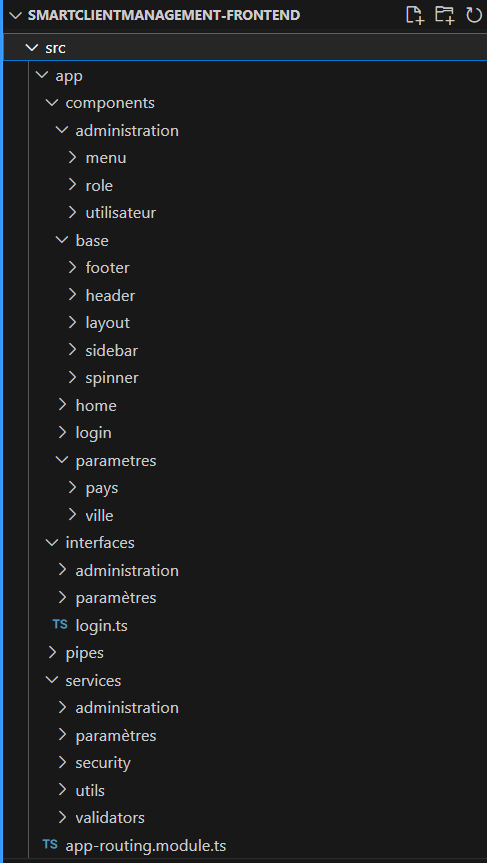 SMARTCLIENTMANAGEMENT-FRONTEND
src
app
components
administration
menu
role
utilisateur
base
footer
header
layout
sidebar
spinner
home
login
parametres
pays
ville
interfaces
administration
paramètres
TS login.ts
pipes
services
administration
paramètres
security
utils
validators
TS app-routing.module.ts